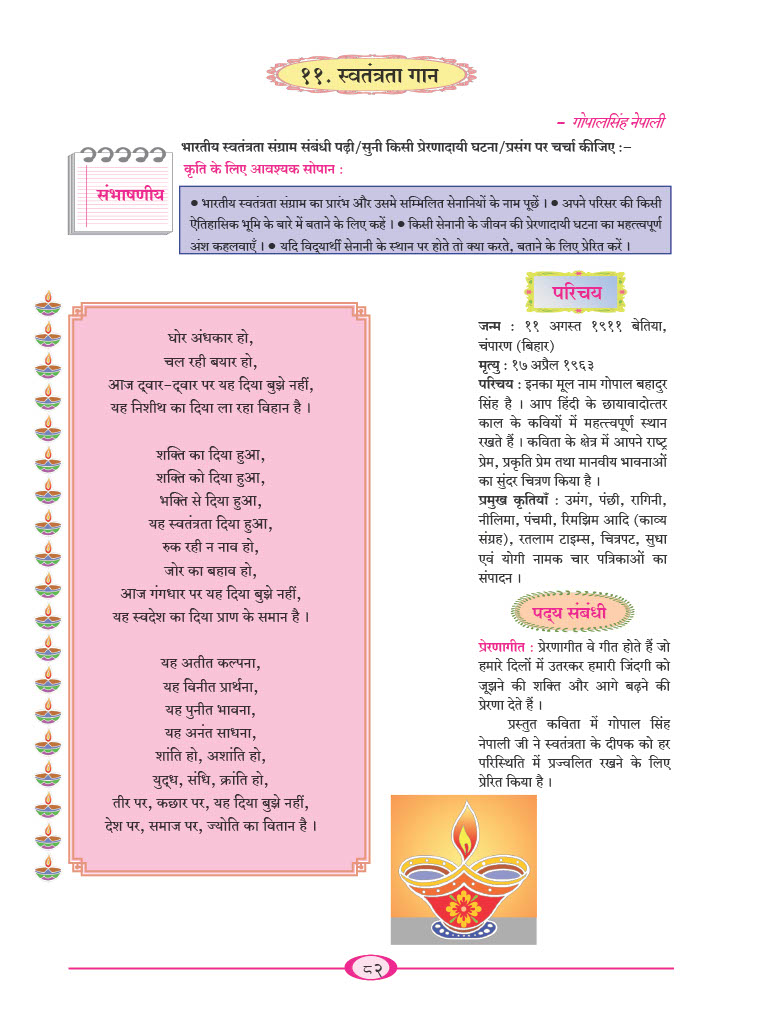 ११. स्वतंत्रता गान
– गोपालसिंह नेपाली
भारतीय स्वतंत्रता संग्राम संबंधी पढ़ी/सुनी किसी प्रेरणादायी घटना/प्रसंग पर चर्चा कीजिए :–
कृति के लिए आवश्यक सोपान :
संभाषणीय
● भारतीय स्वतंत्रता संग्राम का प्रारंभ और उसमे सम्मिलित सेनानियों के नाम पूछें । ● अपने परिसर की किसी
ऐतिहासिक भूमि के बारे में बताने के लिए कहें । ● किसी सेनानी के जीवन की प्रेरणादायी घटना का महत्त्वपूर्ण
अंश कहलवाएँ । ● यदि विद्यार्थी सेनानी के स्थान पर होते तो क्या करते, बताने के लिए प्रेरित करें ।
घोर अंधकार हो,
चल रही बयार हो,
आज द्वार-द्वार पर यह दिया बुझे नहीं,
यह निशीथ का दिया ला रहा विहान है ।
शक्ति का दिया हुआ,
शक्ति को दिया हुआ,
भक्ति से दिया हुआ,
यह स्वतंत्रता दिया हुआ,
रुक रही न नाव हो,
जोर का बहाव हो,
आज गंगधार पर यह दिया बुझे नहीं,
यह स्वदेश का दिया प्राण के समान है ।
यह अतीत कल्पना,
यह विनीत प्रार्थना,
यह पुनीत भावना,
यह अनंत साधना,
शांति हो, अशांति हो,
युद्ध, संधि, क्रांति हो,
तीर पर, कछार पर, यह दिया बुझे नहीं,
देश पर, समाज पर, ज्योति का वितान है ।
परिचय
जन्म : ११ अगस्त १९११ बेतिया,
चंपारण (बिहार)
मृत्यु : १७ अप्रैल १९६३
परिचय : इनका मूल नाम गोपाल बहादुर
सिंह है । आप हिंदी के छायावादोत्तर
काल के कवियों में महत्त्वपूर्ण स्थान
रखते हैं । कविता के क्षेत्र में आपने राष्ट्र
प्रेम, प्रकृति प्रेम तथा मानवीय भावनाओं
का सुंदर चित्रण किया है ।
प्रमुख कृतियाँ : उमंग, पंछी, रागिनी,
नीलिमा, पंचमी, रिमझिम आदि (काव्य
संग्रह), रतलाम टाइम्स, चित्रपट, सुधा
एवं योगी नामक चार पत्रिकाओं का
संपादन ।
पद्य संबंधी
प्रेरणागीत : प्रेरणागीत वे गीत होते हैं जो
हमारे दिलों में उतरकर हमारी जिंदगी को
जूझने की शक्ति और आगे बढ़ने की
प्रेरणा देते हैं ।
प्रस्तुत कविता में गोपाल सिंह
नेपाली जी ने स्वतंत्रता के दीपक को हर
परिस्थिति में प्रज्वलित रखने के लिए
प्रेरित किया है ।
८२